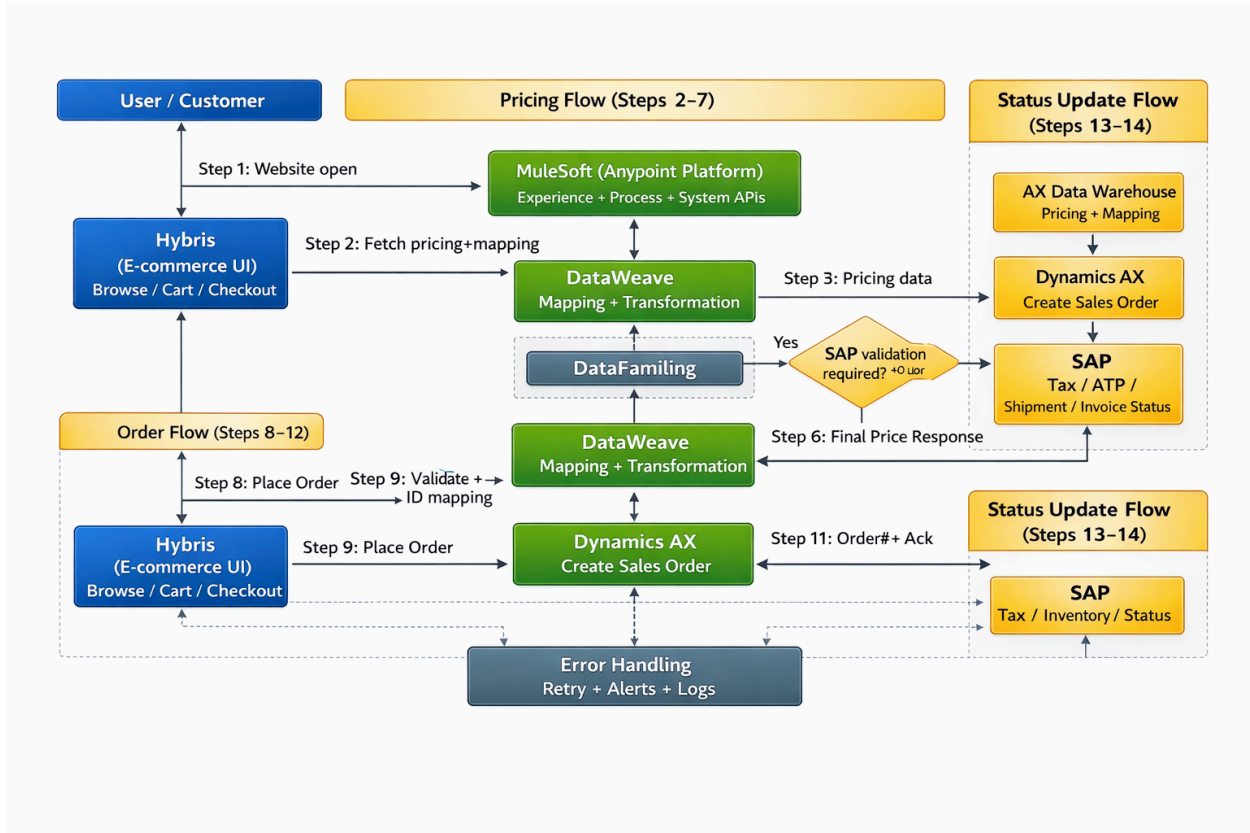 User / Customer
Pricing Flow (Steps 2–7)
Status Update Flow
(Steps 13–14)
Step 1: Website open
MuleSoft (Anypoint Platform)
Experience + Process + System APIs
AX Data Warehouse
Pricing + Mapping
Hybris
(E-commerce UI)
Browse / Cart / Checkout
Step 2: Fetch pricing+mapping
DataWeave
Mapping + Transformation
Step 3: Pricing data
Dynamics AX
Create Sales Order
DataFamiling
Yes
SAP validation
required?
SAP
Tax / ATP /
Shipment / Invoice Status
Order Flow (Steps 8–12)
DataWeave
Mapping + Transformation
Step 6: Final Price Response
Step 8: Place Order
Step 9: Validate +
ID mapping
Status Update Flow
(Steps 13–14)
Hybris
(E-commerce UI)
Browse / Cart / Checkout
Step 9: Place Order
Dynamics AX
Create Sales Order
Step 11: Order#+ Ack
SAP
Tax / Inventory / Status
Error Handling
Retry + Alerts + Logs